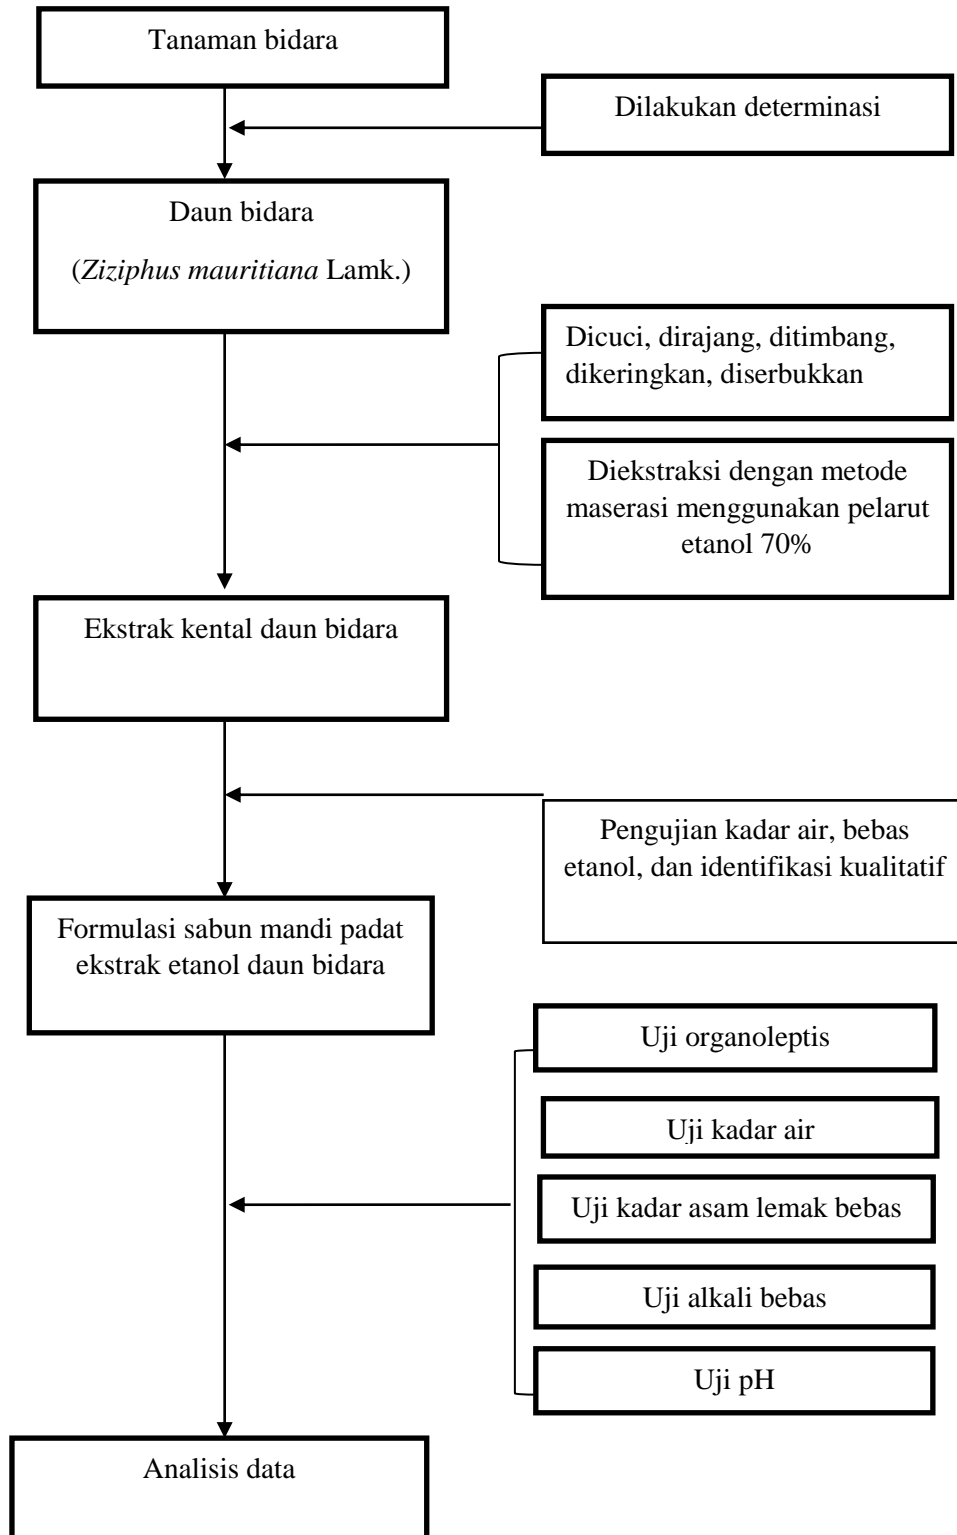 Tanaman bidara
Dilakukan determinasi
Daun bidara
(Ziziphus mauritiana Lamk.)
Dicuci, dirajang, ditimbang,
dikeringkan, diserbukkan
Diekstraksi dengan metode
maserasi menggunakan pelarut
etanol 70%
Ekstrak kental daun bidara
Pengujian kadar air, bebas
etanol, dan identifikasi kualitatif
Formulasi sabun mandi padat
ekstrak etanol daun bidara
Uji organoleptis
Uji kadar air
Uji kadar asam lemak bebas
Uji alkali bebas
Uji pH
Analisis data